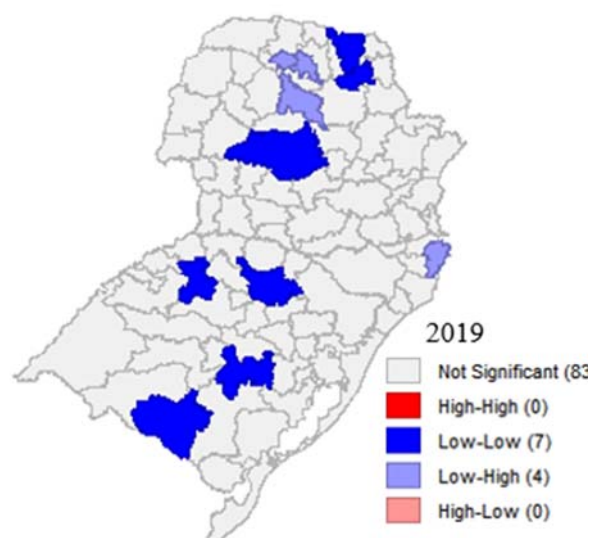 2019
Not Significant (83
High-High (0)
Low-Low (7)
Low-High (4)
High-Low (0)